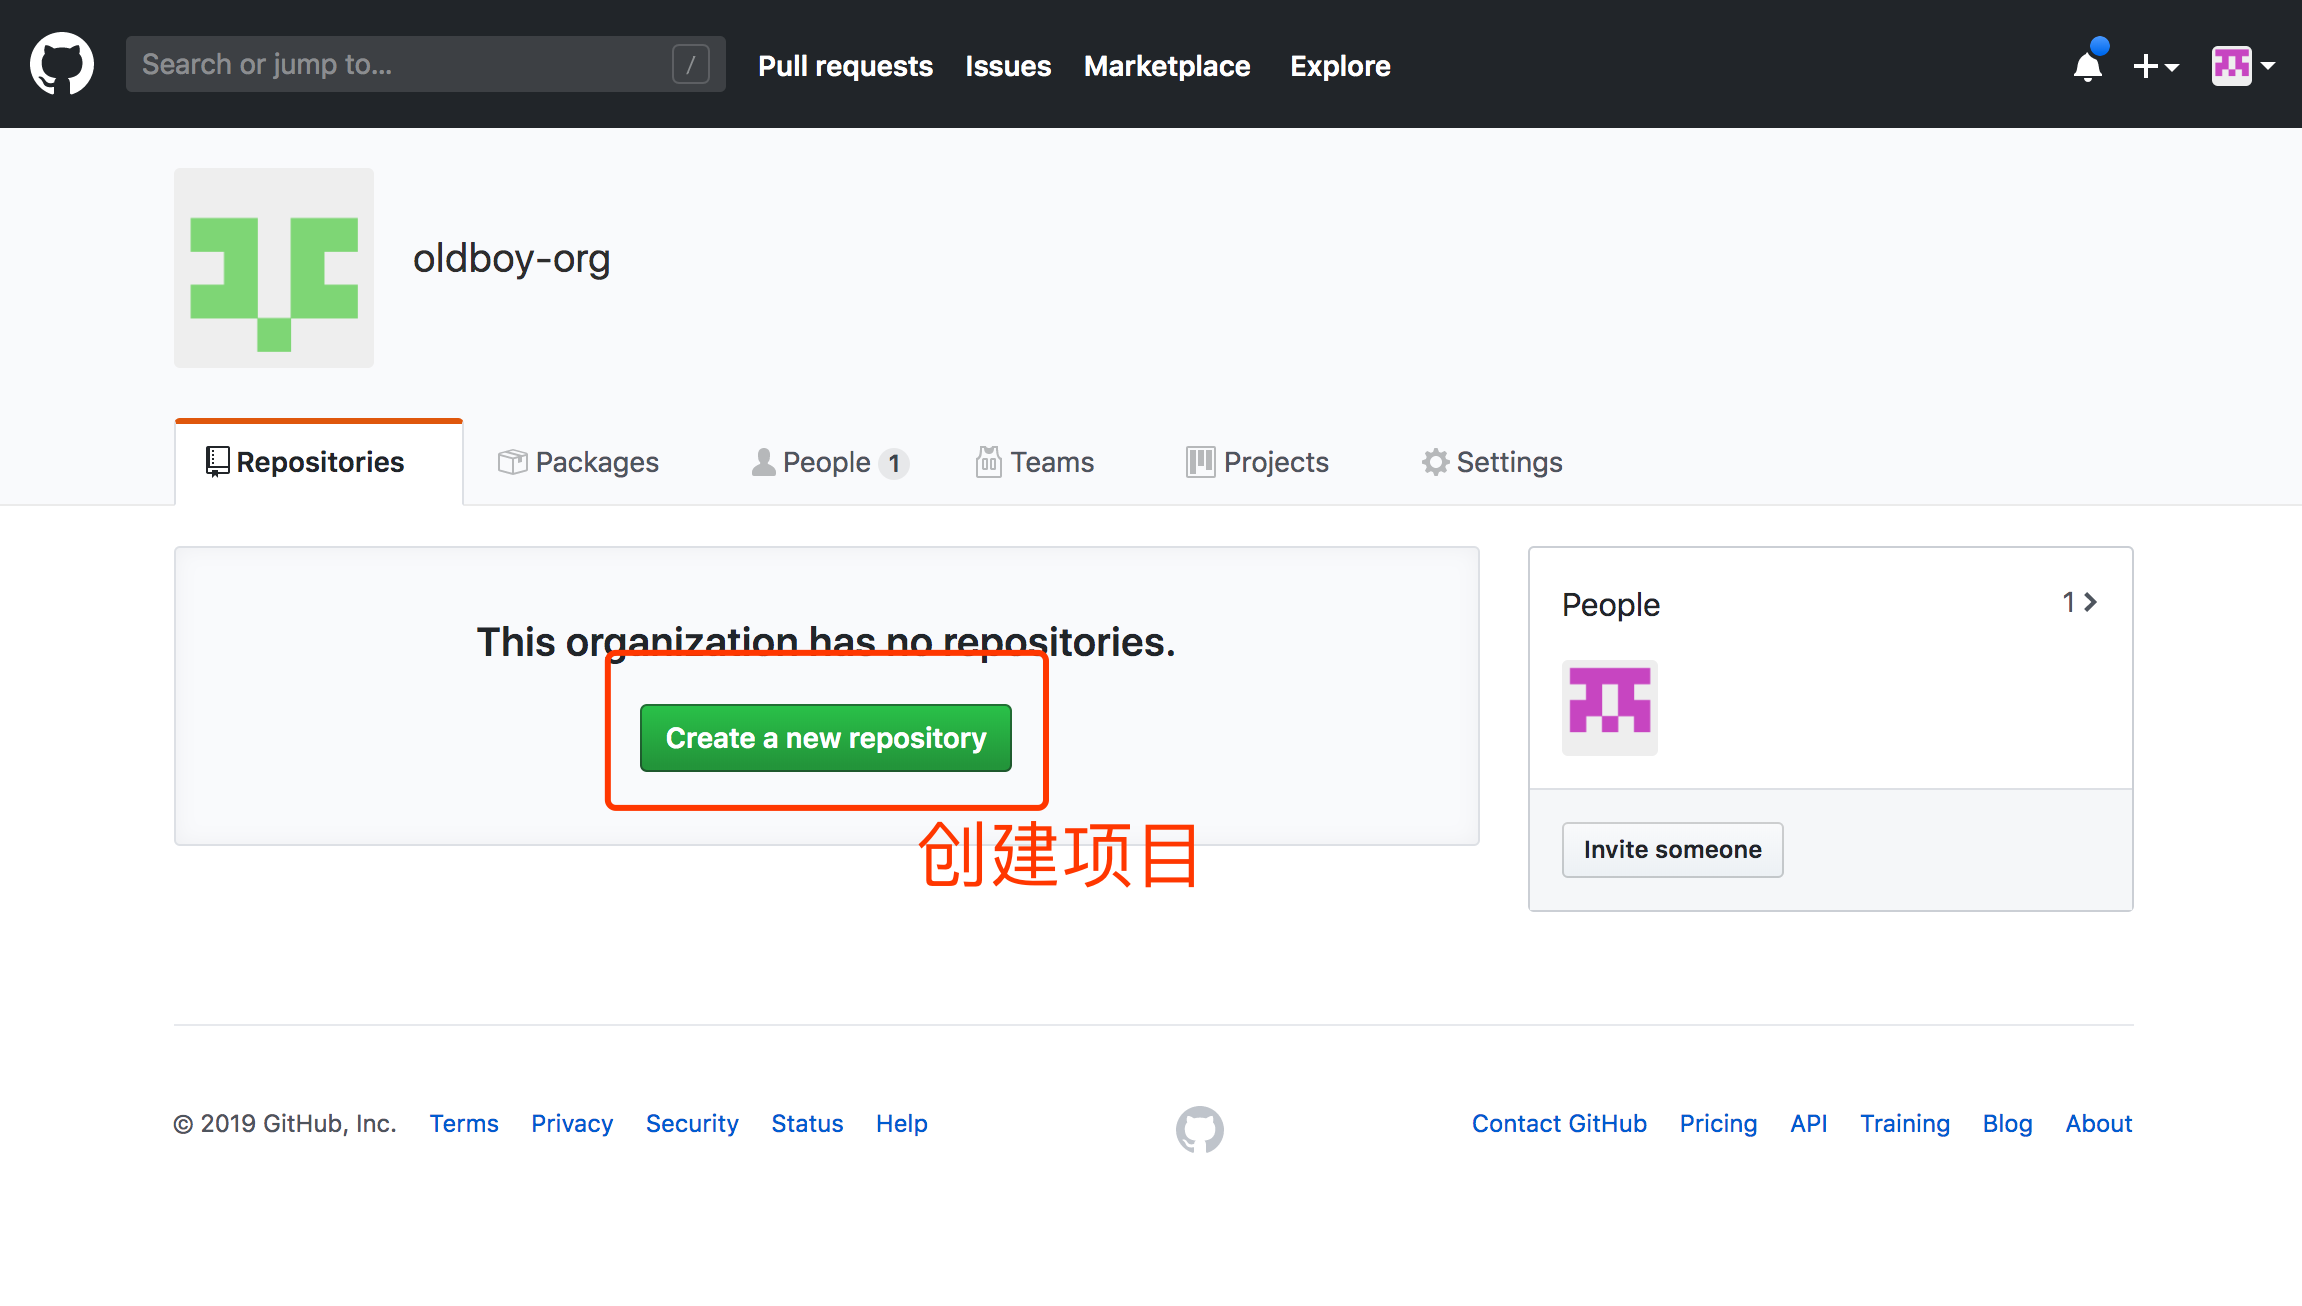 Search or jump to... /
Pull requests Issues Marketplace Explore
oldboy-org
Repositories Packages People 1 Teams Projects Settings
This organization has no repositories.
Create a new repository
创建项目
People 1
Invite someone
© 2019 GitHub, Inc. Terms Privacy Security Status Help Contact GitHub Pricing API Training Blog About